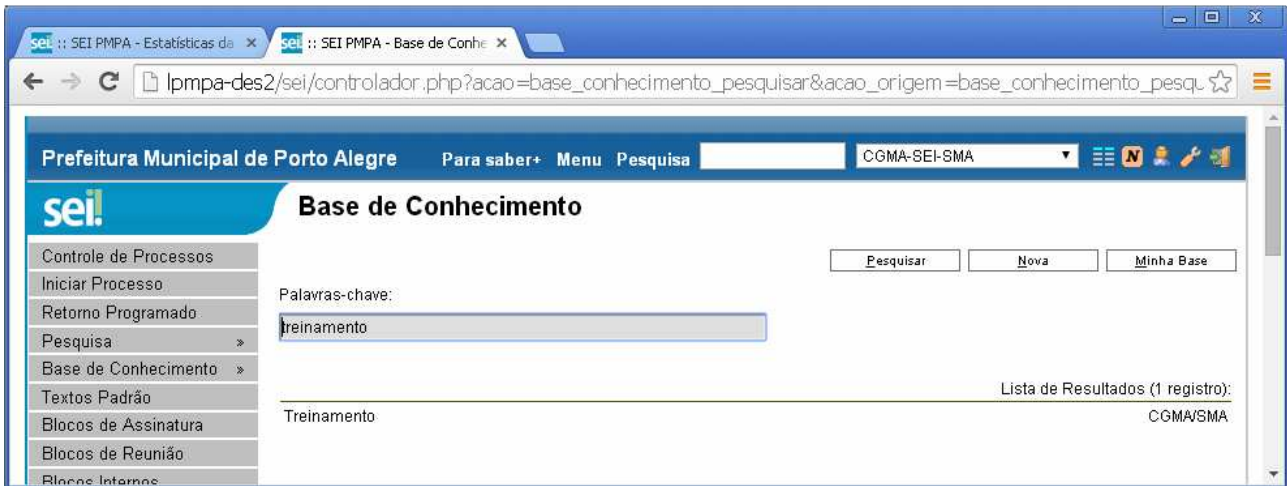 sei. :: SEI PMPA - Estatísticas da
sei. :: SEI PMPA - Base de Conhe
lpmpa-des2/sei/controlador.php?acao=base_conhecimento_pesquisar&acao_origem=base_conhecimento_pesqu
Prefeitura Municipal de Porto Alegre Para saber+ Menu Pesquisa CGMA-SEI-SMA N
sei! Base de Conhecimento
Controle de Processos
Pesquisar Nova Minha Base
Iniciar Processo
Palavras-chave:
Retorno Programado
treinamento
Pesquisa »
Base de Conhecimento »
Lista de Resultados (1 registro):
Textos Padrão
Treinamento CGMA/SMA
Blocos de Assinatura
Blocos de Reunião
Blocos Internos